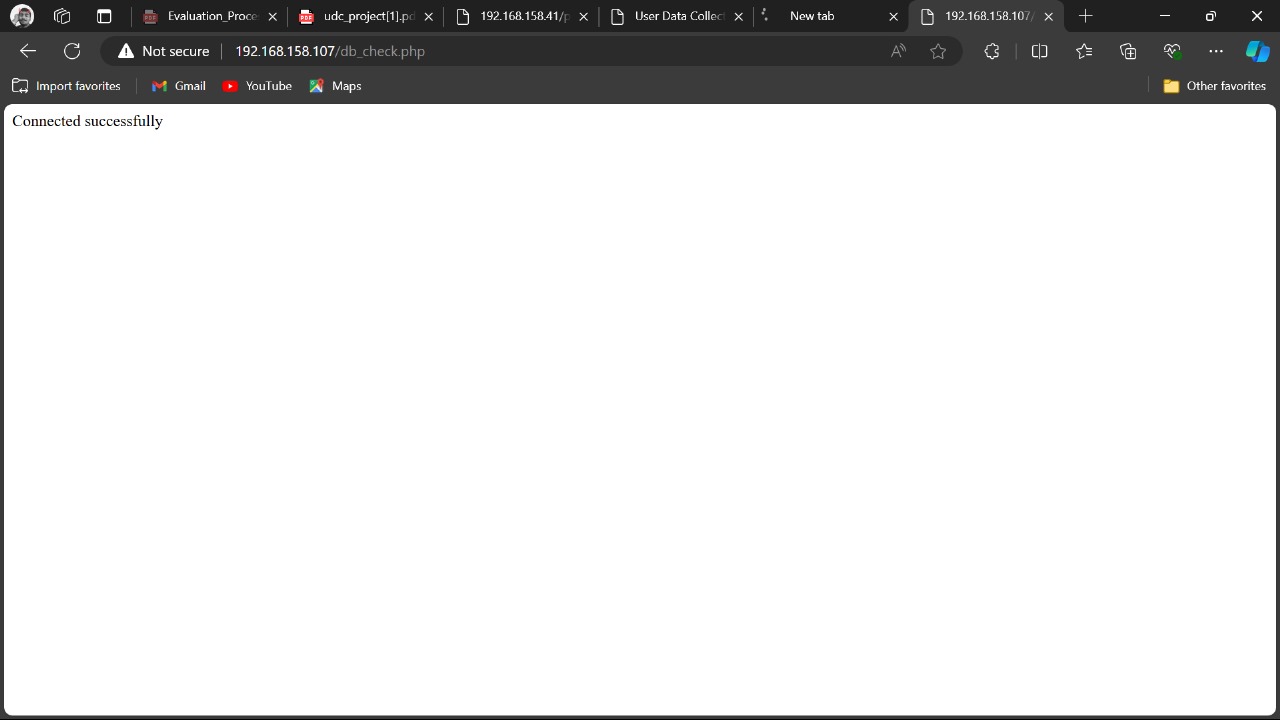 Evaluation_Proce
udc_project[1].pd
192.168.158.41/p
User Data Collect
New tab
192.168.158.107/
Not secure
192.168.158.107/db_check.php
Import favorites
Gmail
YouTube
Maps
Other favorites
Connected successfully